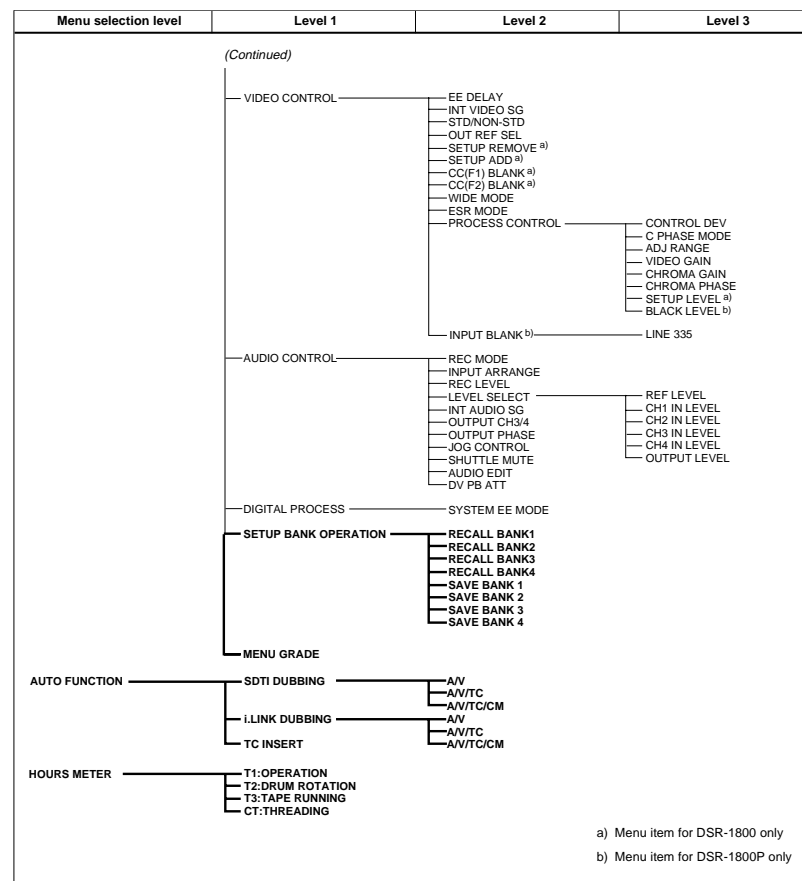 Menu selection level Level 1 Level 2 Level 3
(Continued)
VIDEO CONTROL EE DELAY
INT VIDEO SG
STD/NON-STD
OUT REF SEL
SETUP REMOVE a)
SETUP ADD a)
CC(F1) BLANK a)
CC(F2) BLANK a)
WIDE MODE
ESR MODE
PROCESS CONTROL CONTROL DEV
C PHASE MODE
ADJ RANGE
VIDEO GAIN
CHROMA GAIN
CHROMA PHASE
SETUP LEVEL a)
BLACK LEVEL b)
INPUT BLANK b) LINE 335
AUDIO CONTROL REC MODE
INPUT ARRANGE
REC LEVEL
LEVEL SELECT REF LEVEL
INT AUDIO SG CH1 IN LEVEL
OUTPUT CH3/4 CH2 IN LEVEL
OUTPUT PHASE CH3 IN LEVEL
JOG CONTROL CH4 IN LEVEL
SHUTTLE MUTE OUTPUT LEVEL
AUDIO EDIT
DV PB ATT
DIGITAL PROCESS SYSTEM EE MODE
SETUP BANK OPERATION RECALL BANK1
RECALL BANK2
RECALL BANK3
RECALL BANK4
SAVE BANK 1
SAVE BANK 2
SAVE BANK 3
SAVE BANK 4
MENU GRADE
AUTO FUNCTION SDTI DUBBING A/V
A/V/TC
A/V/TC/CM
i.LINK DUBBING A/V
A/V/TC
TC INSERT A/V/TC/CM
HOURS METER T1:OPERATION
T2:DRUM ROTATION
T3:TAPE RUNNING
CT:THREADING
a) Menu item for DSR-1800 only
b) Menu item for DSR-1800P only